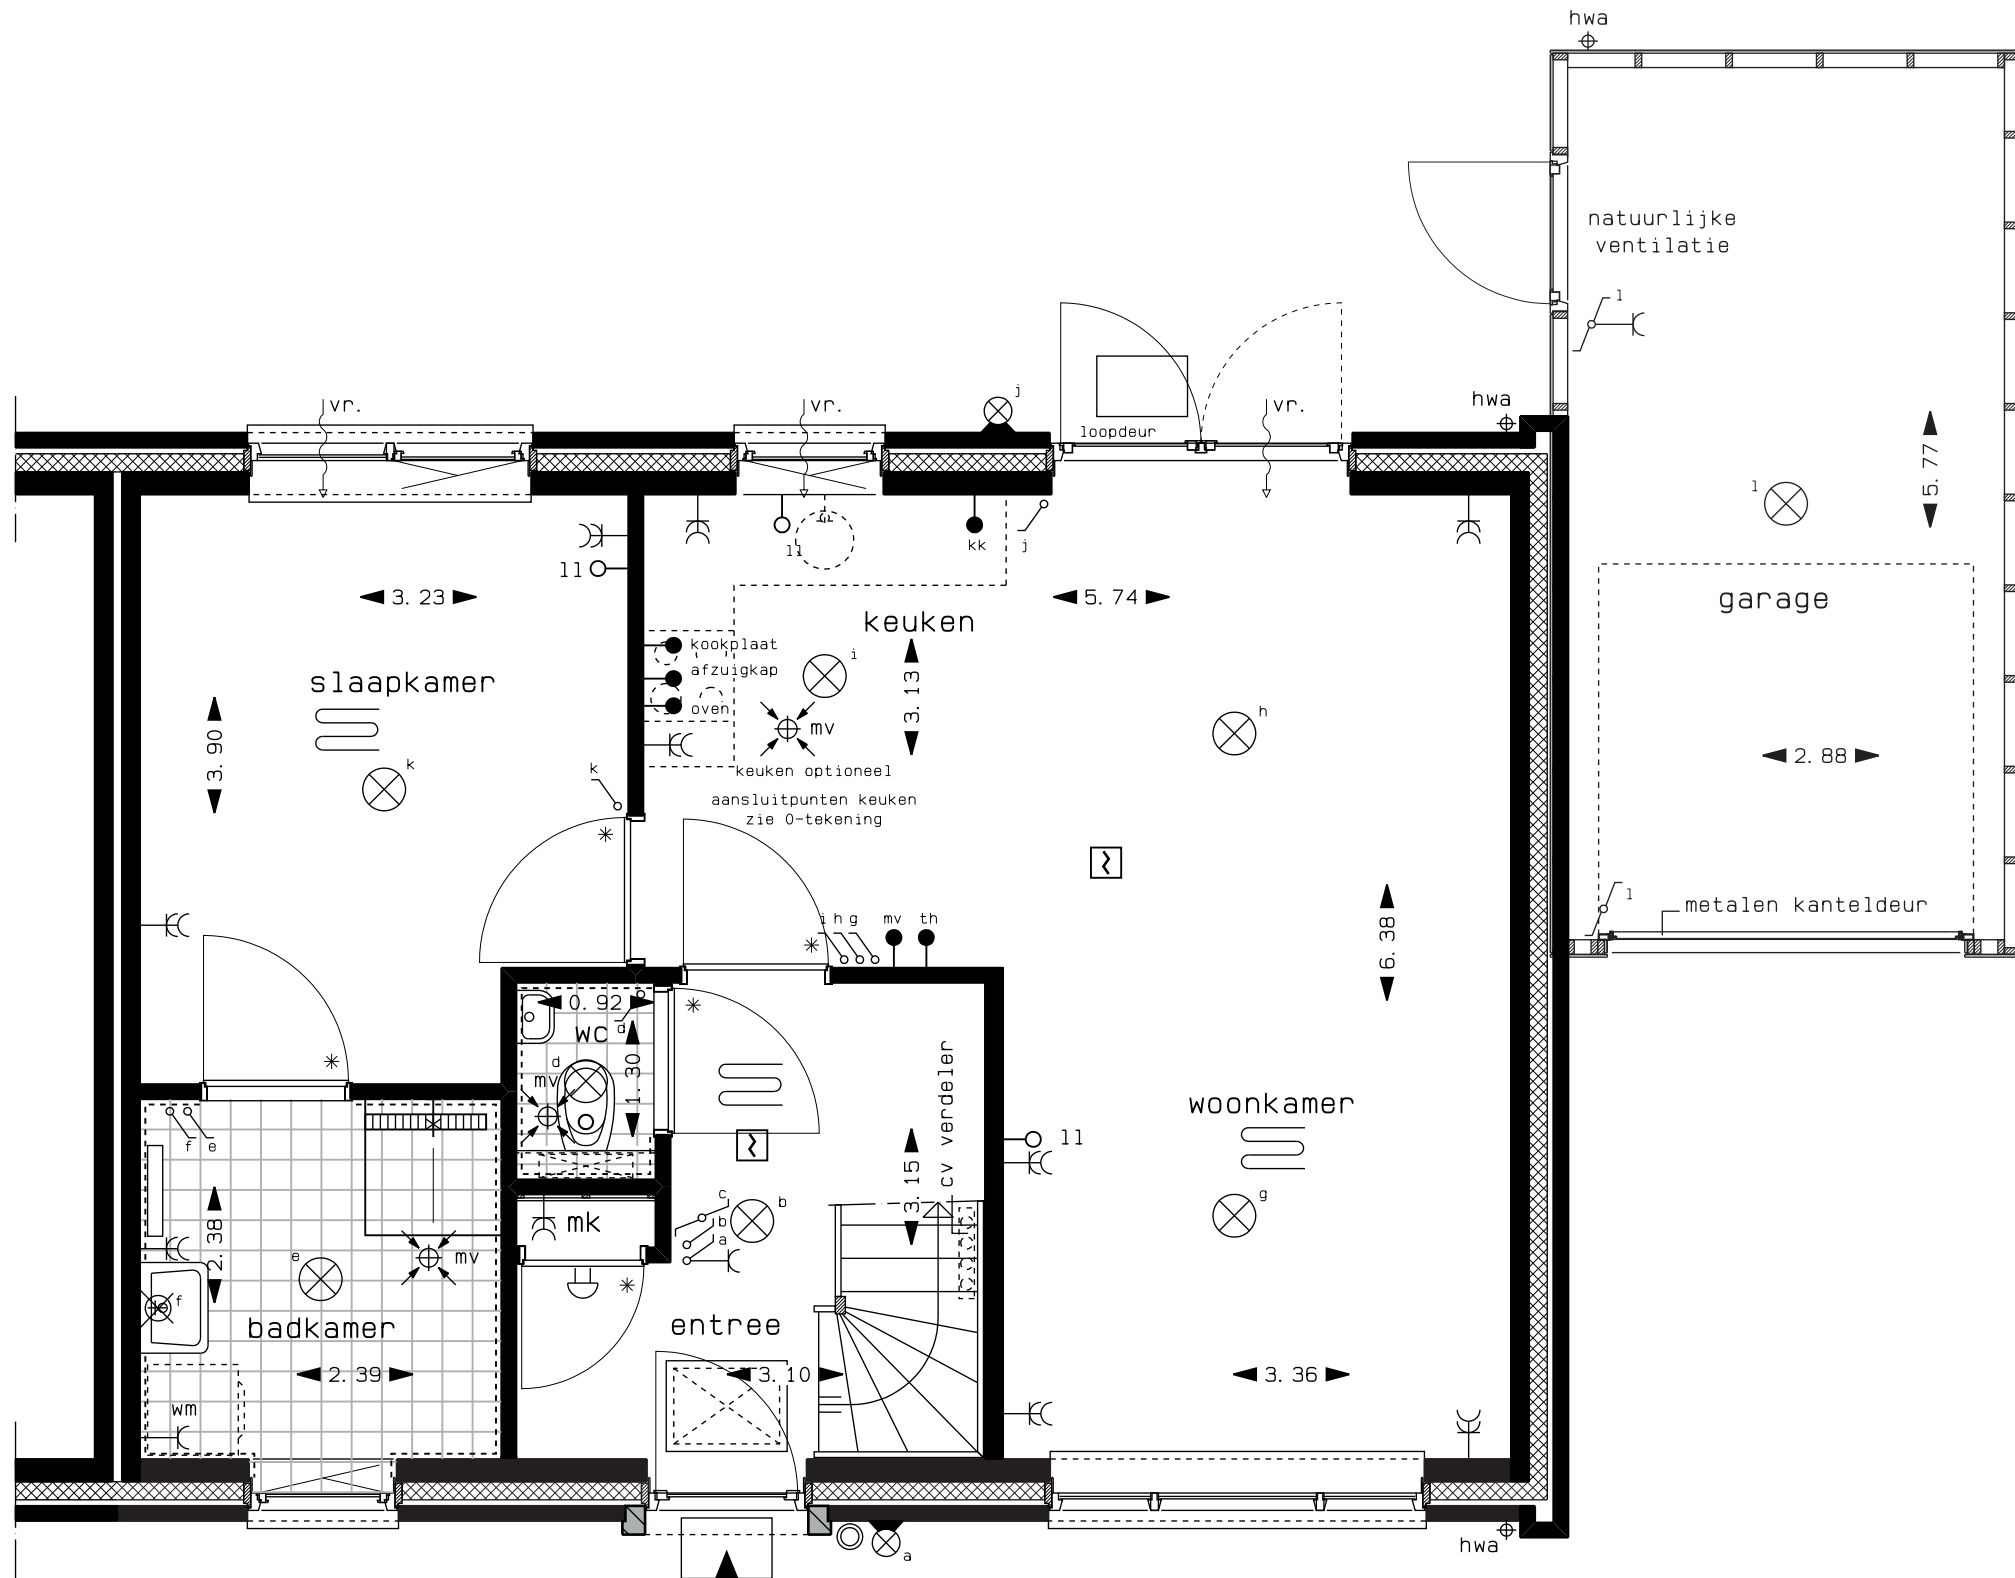 hwa
natuurlijke
ventilatie
l
j
vr.
vr.
vr.
hwa
loopdeur
5.77
l
ll
kk
j
ll
3.23
5.74
garage
keuken
kookplaat
i
afzuigkap
slaapkamer
3.13
oven
h
mv
3.90
2.88
k
k
keuken optioneel
aansluitpunten keuken
zie O-tekening
l
metalen kanteldeur
i h g
mv
th
6.38
0.92
wc
d
d
mv
1.30
cv verdeler
woonkamer
f
e
ll
3.15
c
b
a
b
g
mk
2.38
mv
e
f
badkamer
entree
2.39
3.10
3.36
wm
hwa
a